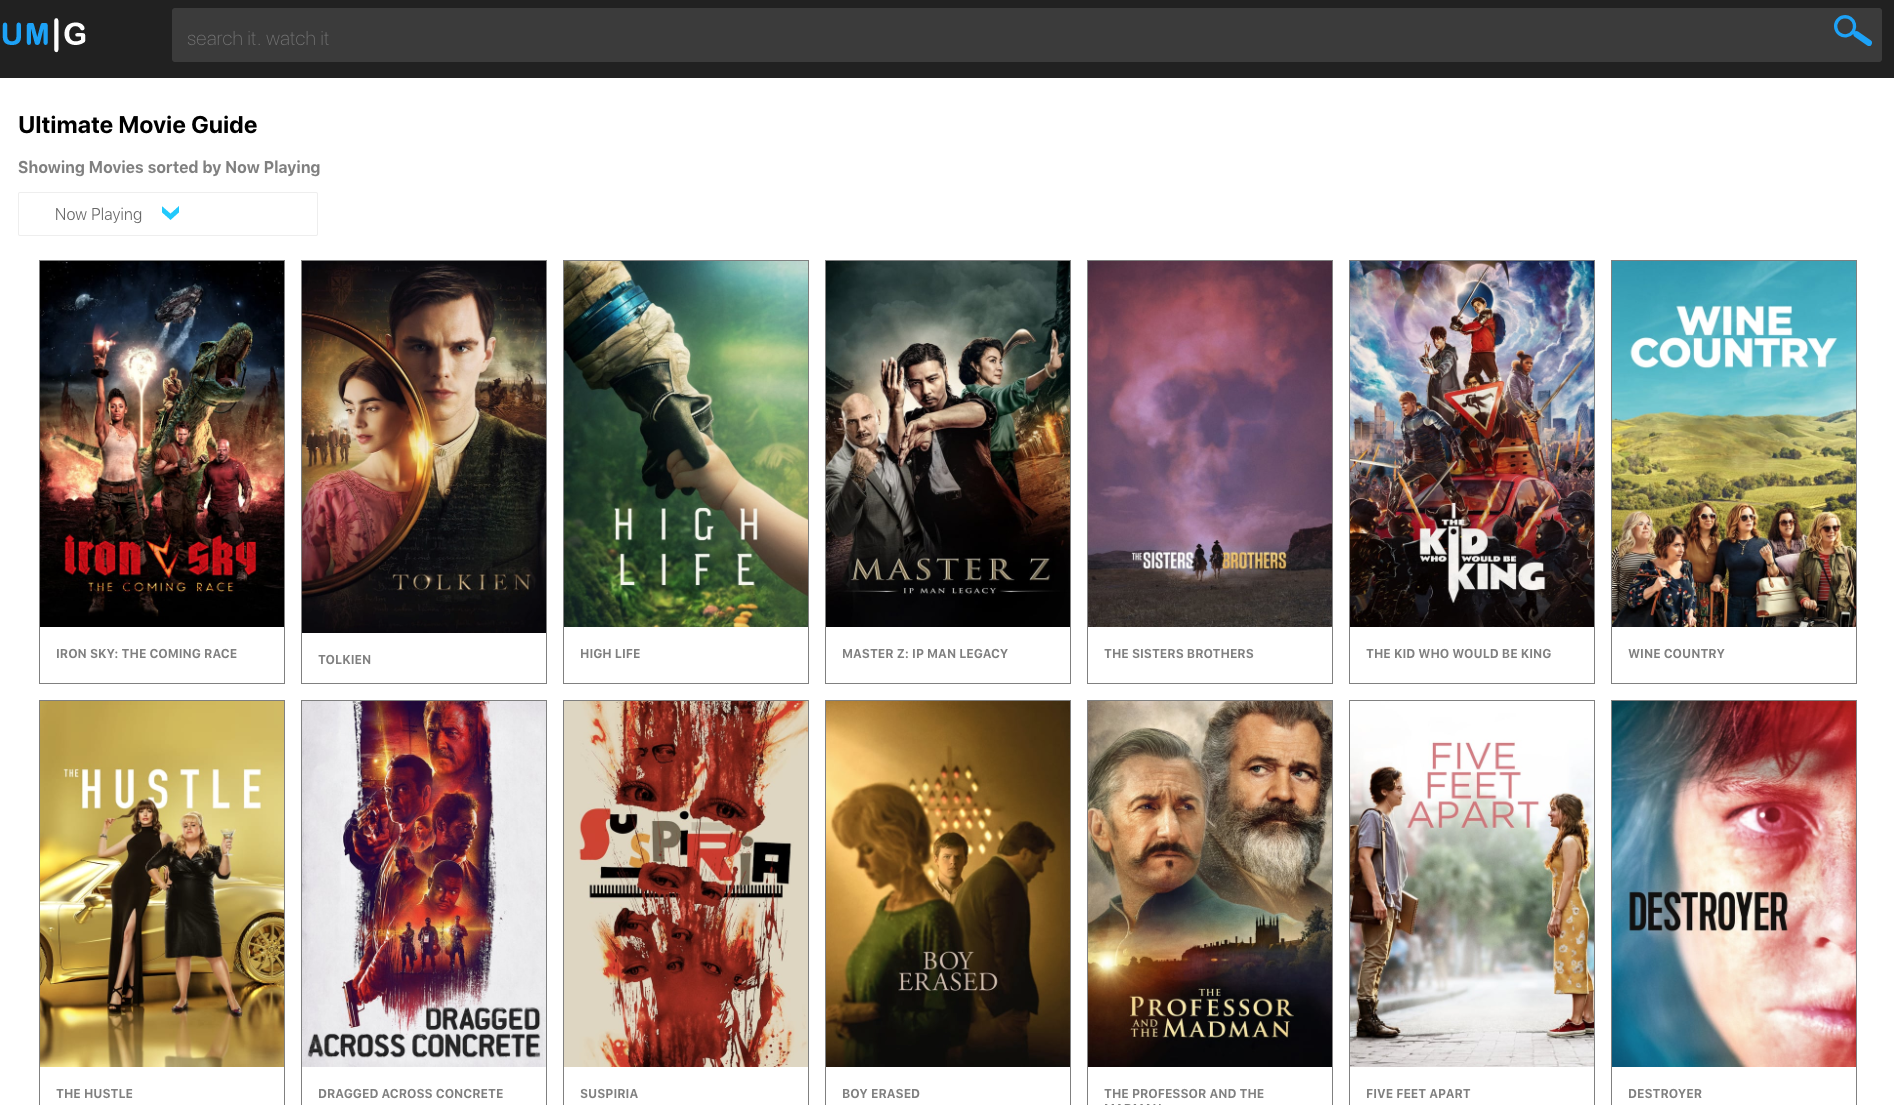 UM|G
search it. watch it
Ultimate Movie Guide
Showing Movies sorted by Now Playing
Now Playing
iron sky
THE COMING RACE
TOLKIEN
HIGH
LIFE
MASTER Z
IP MAN LEGACY
THE SISTERS BROTHERS
THE
KID
WHO WOULD BE
KING
WINE
COUNTRY
IRON SKY: THE COMING RACE
TOLKIEN
HIGH LIFE
MASTER Z: IP MAN LEGACY
THE SISTERS BROTHERS
THE KID WHO WOULD BE KING
WINE COUNTRY
THE HUSTLE
DRAGGED
ACROSS CONCRETE
SUSPIRIA
BOY
ERASED
THE
PROFESSOR
AND THE MADMAN
FIVE
FEET
APART
DESTROYER
THE HUSTLE
DRAGGED ACROSS CONCRETE
SUSPIRIA
BOY ERASED
THE PROFESSOR AND THE
FIVE FEET APART
DESTROYER